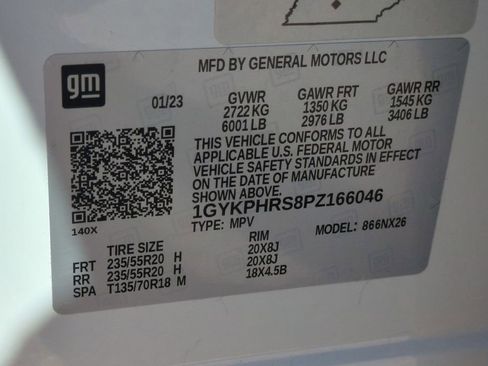 gm
MFD BY GENERAL MOTORS LLC
01/23 GVWR GAWR FRT GAWR RR
2722 KG 1350 KG 1545 KG
6001 LB 2976 LB 3406 LB
THIS VEHICLE CONFORMS TO ALL
APPLICABLE U.S. FEDERAL MOTOR
VEHICLE SAFETY STANDARDS IN EFFECT
ON THE DATE OF MANUFACTURE
SHOWN ABOVE.
1GYKPHRS8PZ166046
140X
TYPE: MPV MODEL: 866NX26
TIRE SIZE RIM
FRT 235/55R20 H 20X8J
RR 235/55R20 H 20X8J
SPA T135/70R18 M 18X4.5B